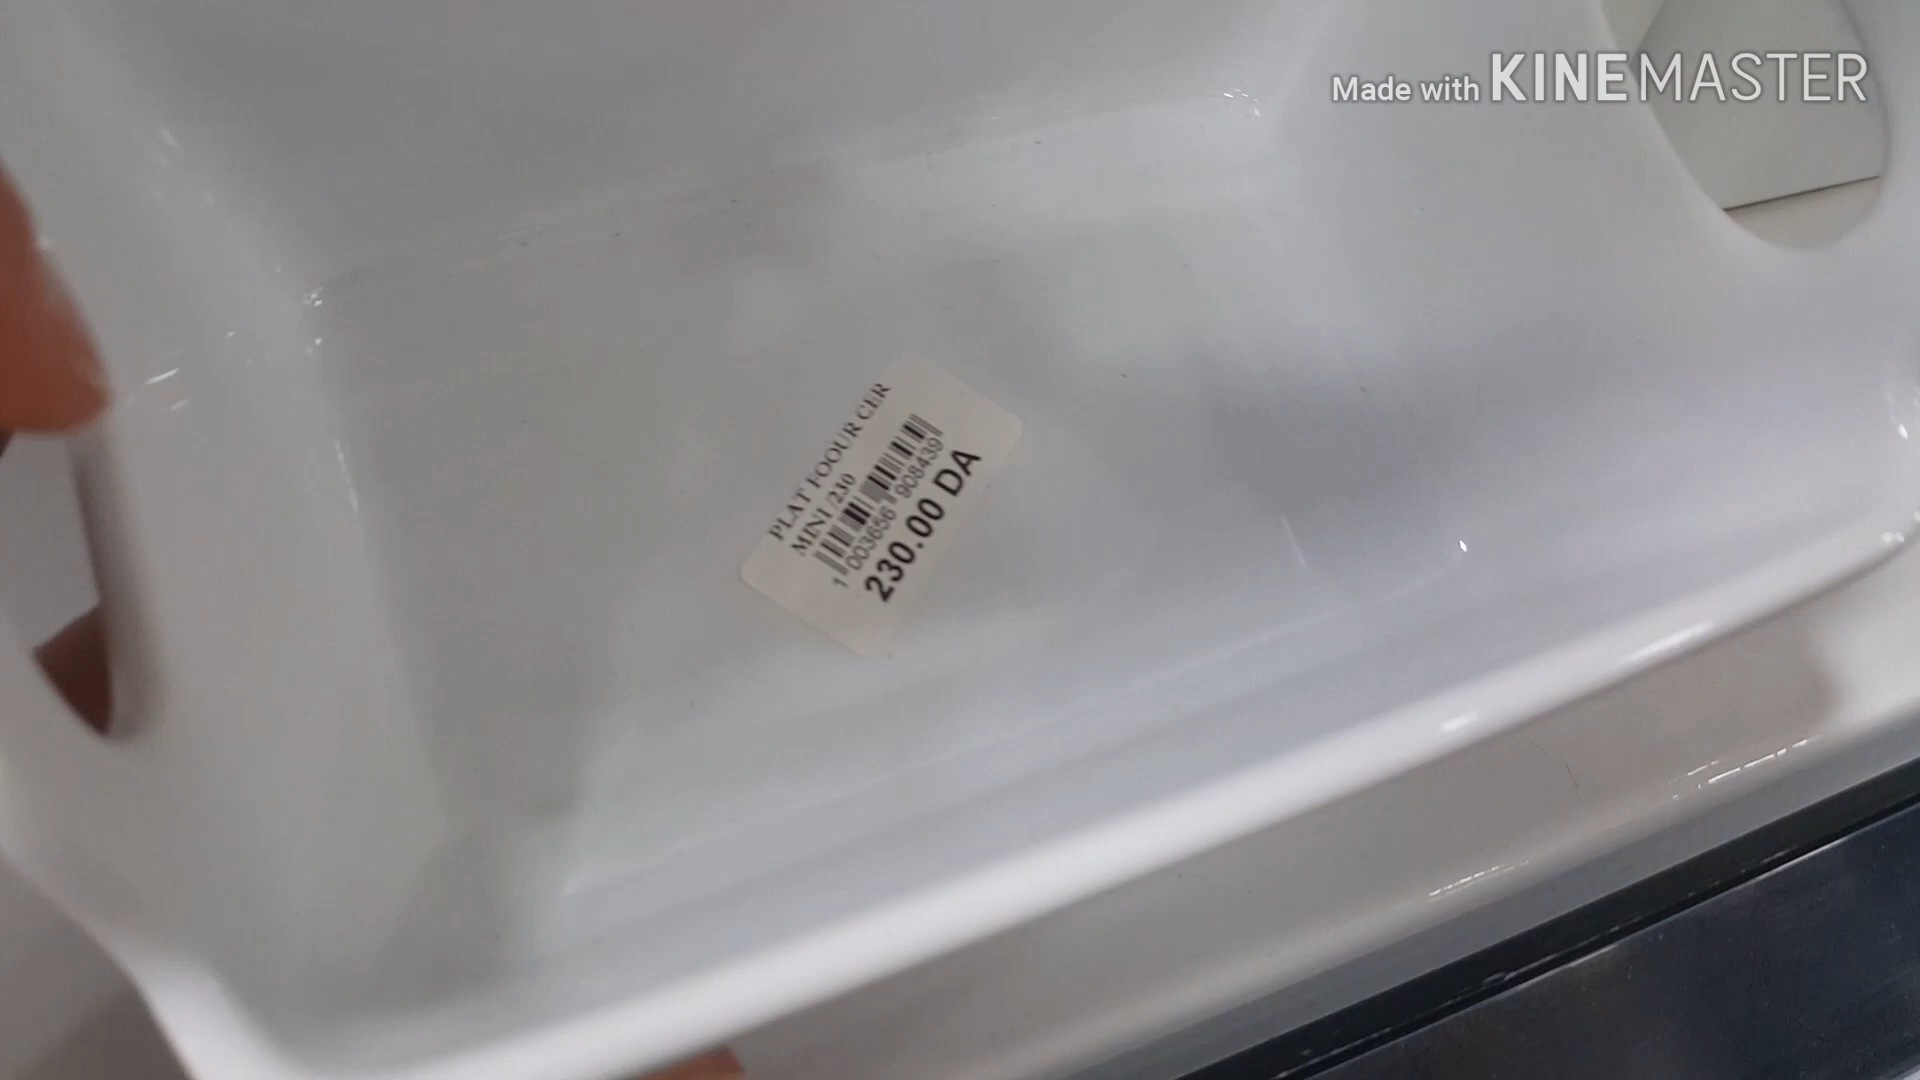 Made with KINEMASTER
PLAT FOOUR CER
MINI /230
1 003656 908439
230.00 DA